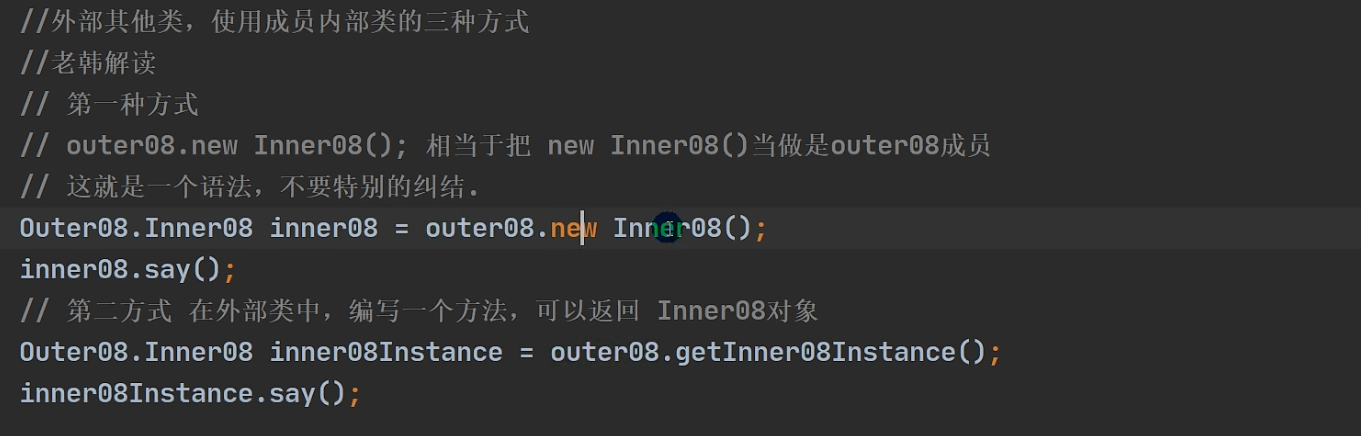 //外部其他类，使用成员内部类的三种方式
//老韩解读
// 第一种方式
// outer08.new Inner08(); 相当于把 new Inner08()当做是outer08成员
// 这就是一个语法，不要特别的纠结.
Outer08.Inner08 inner08 = outer08.new Inner08();
inner08.say();
// 第二方式 在外部类中，编写一个方法，可以返回 Inner08对象
Outer08.Inner08 inner08Instance = outer08.getInner08Instance();
inner08Instance.say();